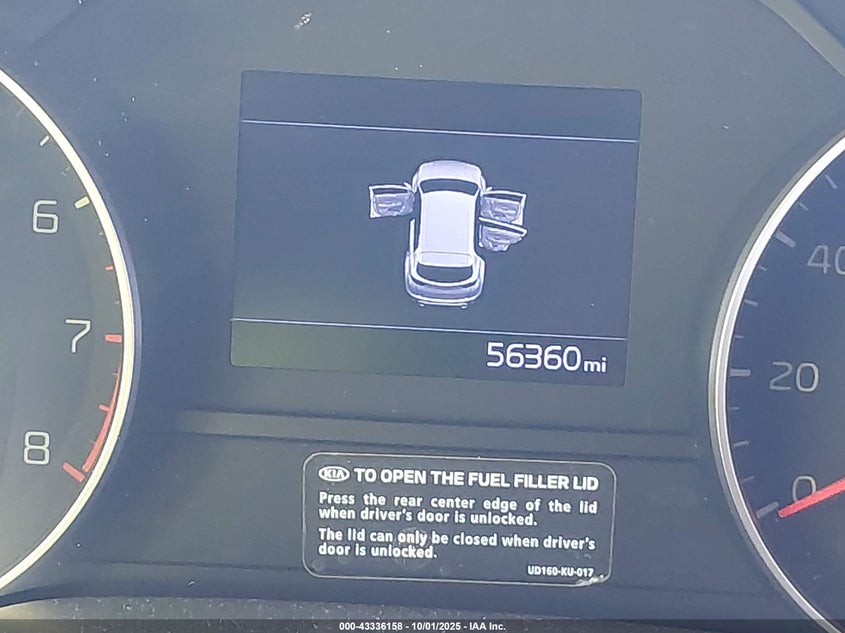 6
7
8
40
20
0
56360 mi
KIA TO OPEN THE FUEL FILLER LID
Press the rear center edge of the lid
when driver's door is unlocked.
The lid can only be closed when driver's
door is unlocked.
UD160-KU-017
000-43336158 - 10/01/2025 - IAA Inc.